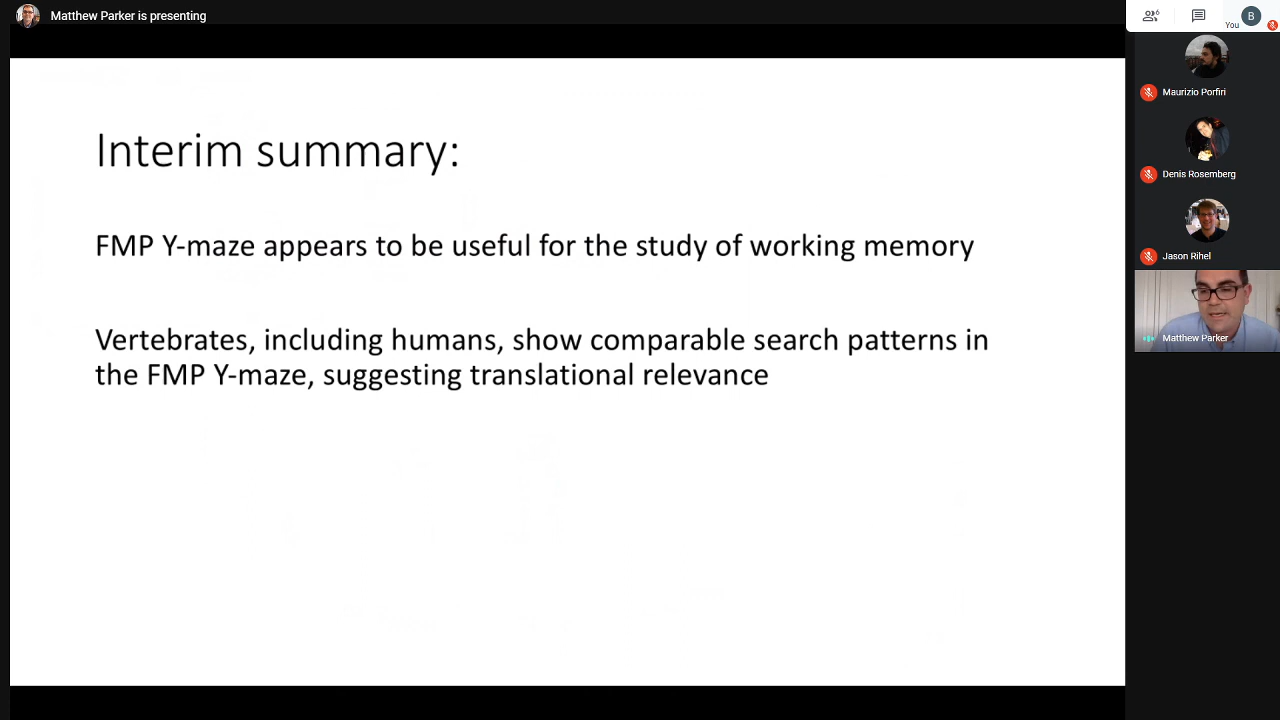 Matthew Parker is presenting
6
You
B
Interim summary:
FMP Y-maze appears to be useful for the study of working memory
Vertebrates, including humans, show comparable search patterns in
the FMP Y-maze, suggesting translational relevance
Maurizio Porfiri
Denis Rosemberg
Jason Rihel
Matthew Parker